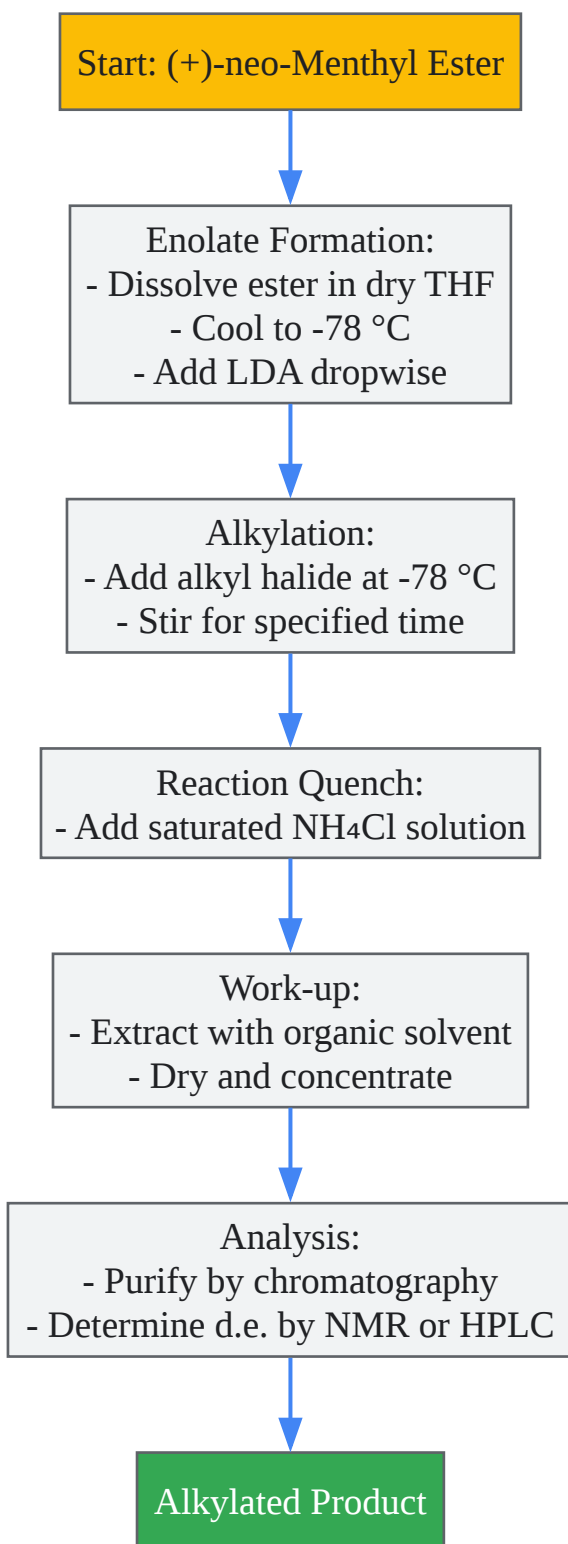 Start: (+)-neo-Menthyl Ester
Enolate Formation:
- Dissolve ester in dry THF
- Cool to -78 °C
- Add LDA dropwise
Alkylation:
- Add alkyl halide at -78 °C
- Stir for specified time
Reaction Quench:
- Add saturated NH₄Cl solution
Work-up:
- Extract with organic solvent
- Dry and concentrate
Analysis:
- Purify by chromatography
- Determine d.e. by NMR or HPLC
Alkylated Product